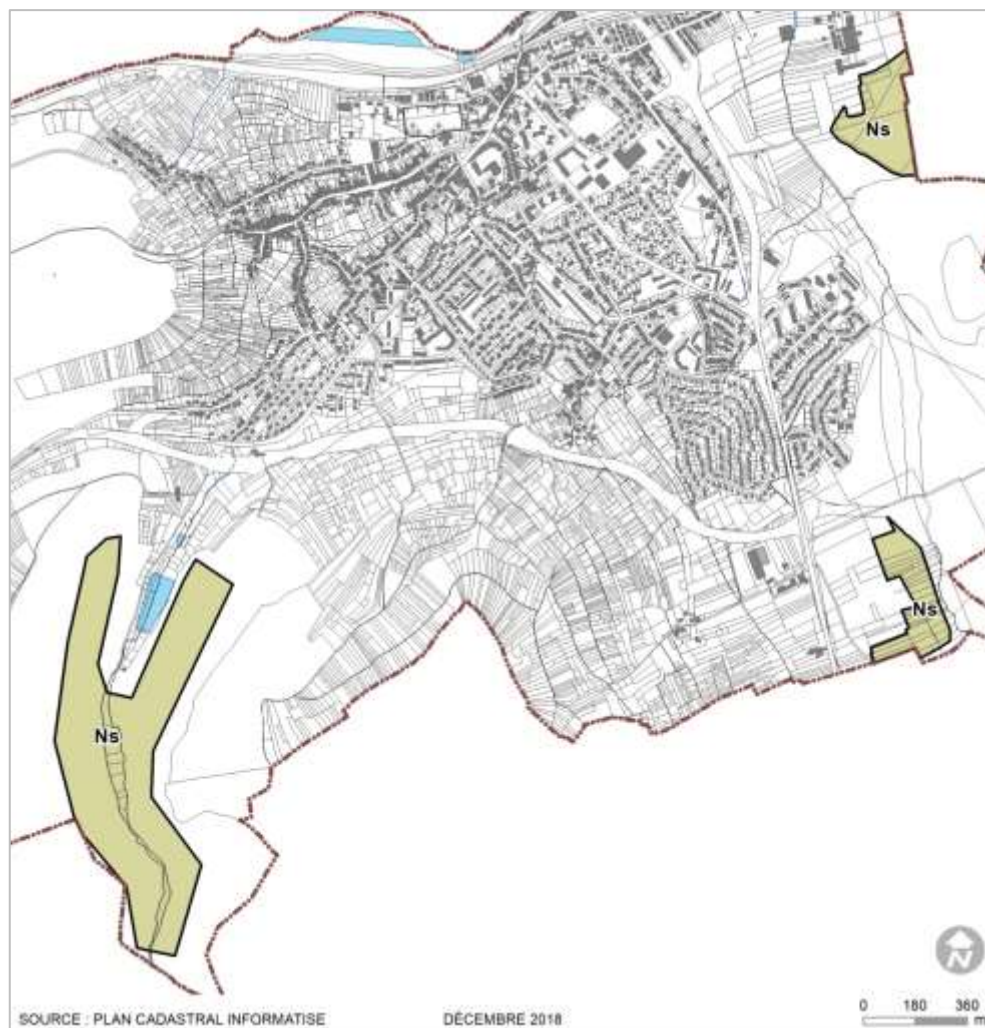 Ns
Ns
Ns
N
SOURCE : PLAN CADASTRAL INFORMATISE
DÉCEMBRE 2018
0 180 360
m